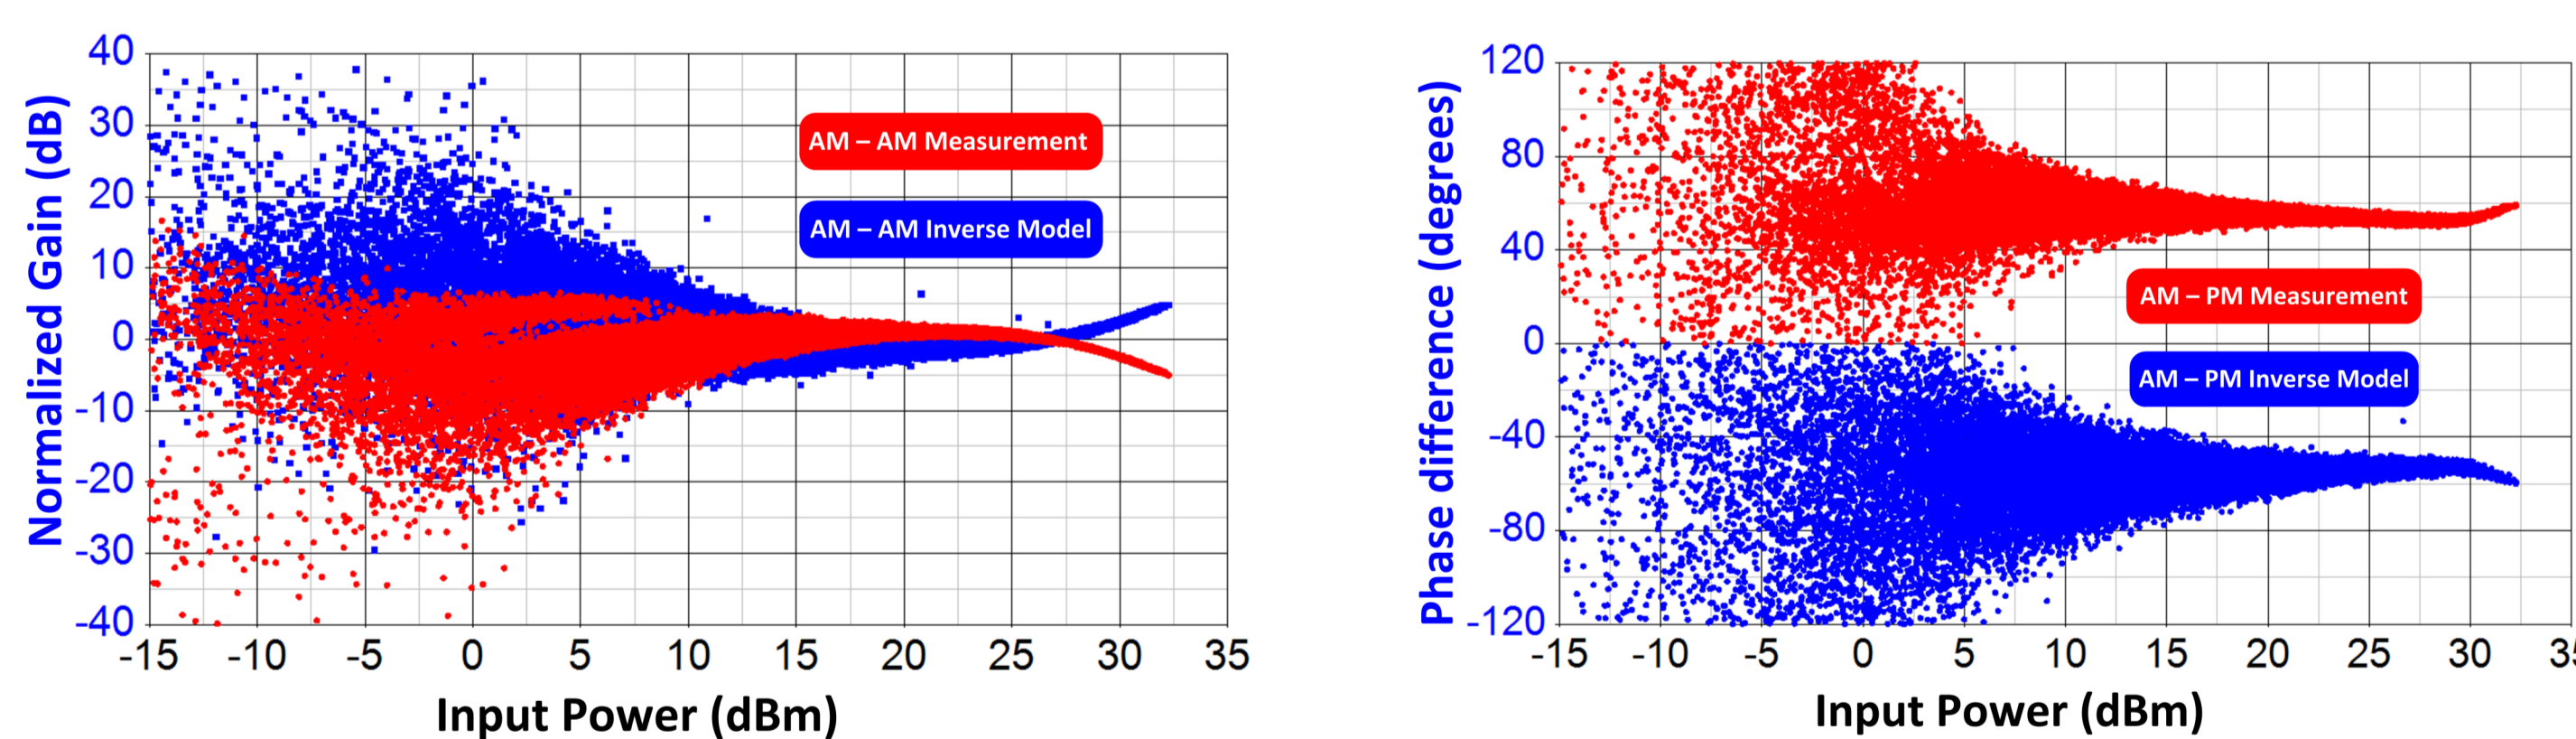 Normalized Gain (dB)
40
30
20
10
0
-10
-20
-30
-40
-15 -10 -5 0 5 10 15 20 25 30 35
Input Power (dBm)
AM – AM Measurement
AM – AM Inverse Model
Phase difference (degrees)
120
80
40
0
-40
-80
-120
-15 -10 -5 0 5 10 15 20 25 30
Input Power (dBm)
AM – PM Measurement
AM – PM Inverse Model